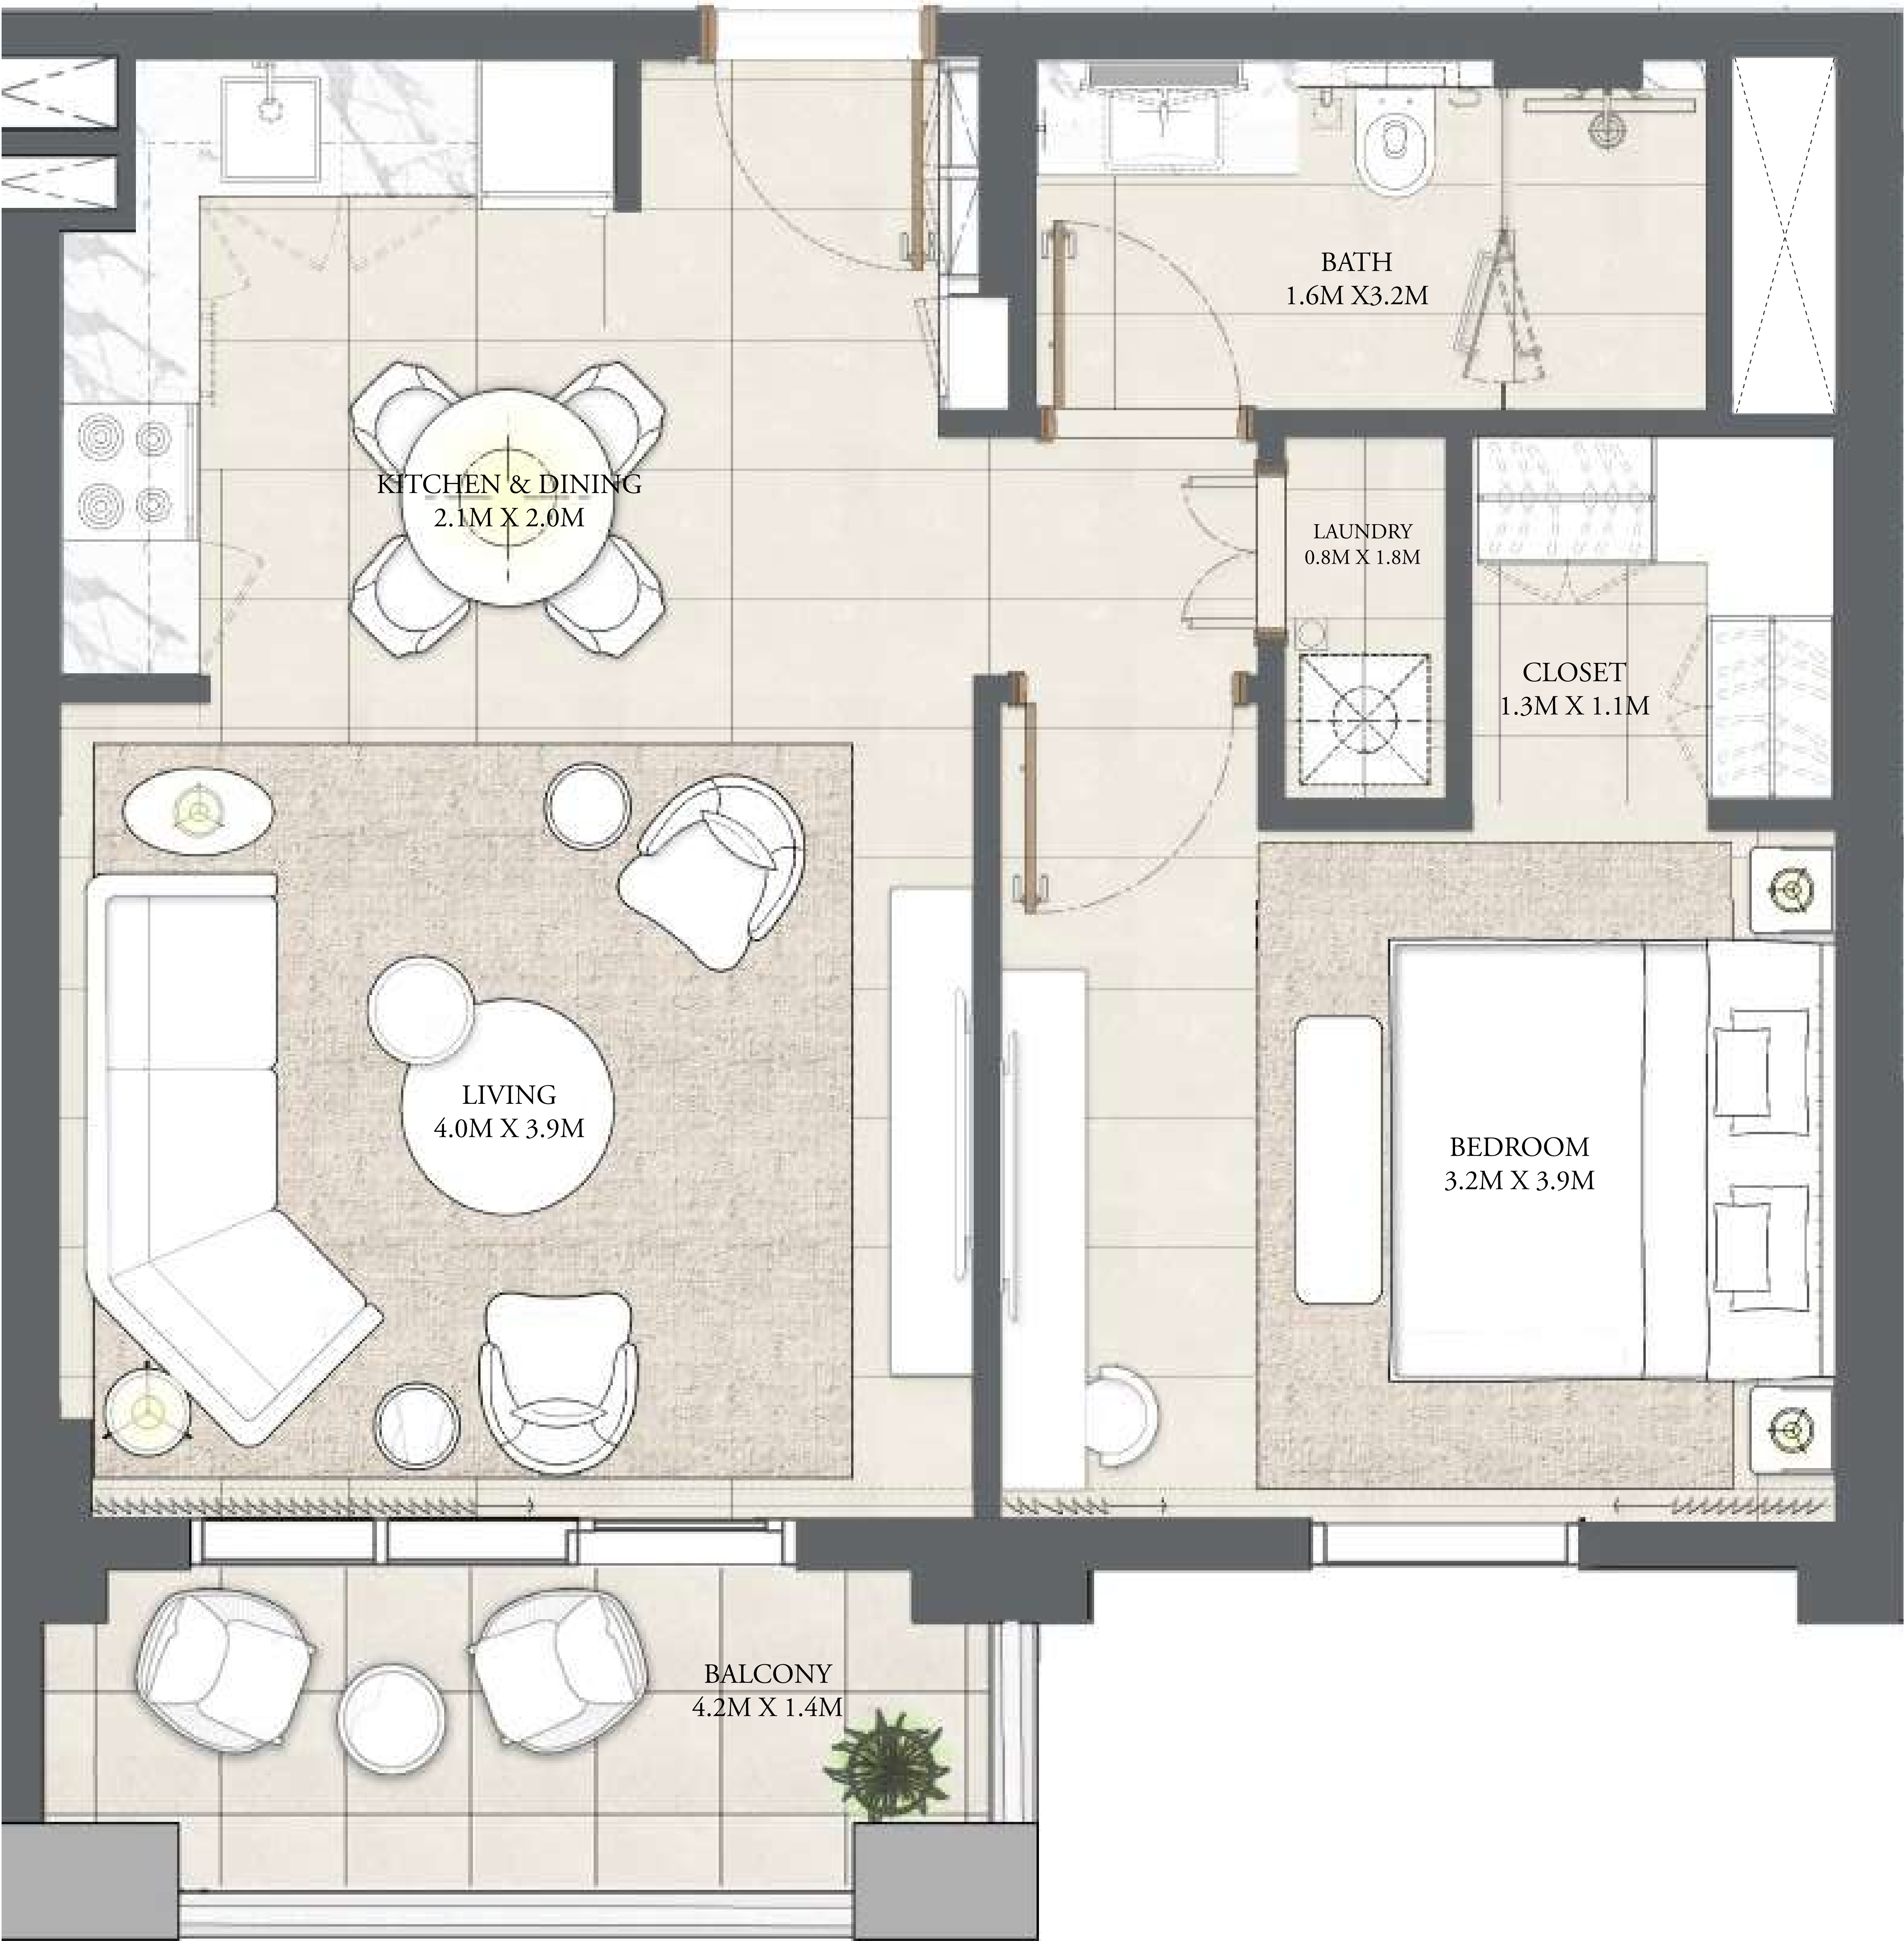 BATH
1.6M X3.2M
KITCHEN & DINING
2.1M X 2.0M
LAUNDRY
0.8M X 1.8M
CLOSET
1.3M X 1.1M
LIVING
4.0M X 3.9M
BEDROOM
3.2M X 3.9M
BALCONY
4.2M X 1.4M